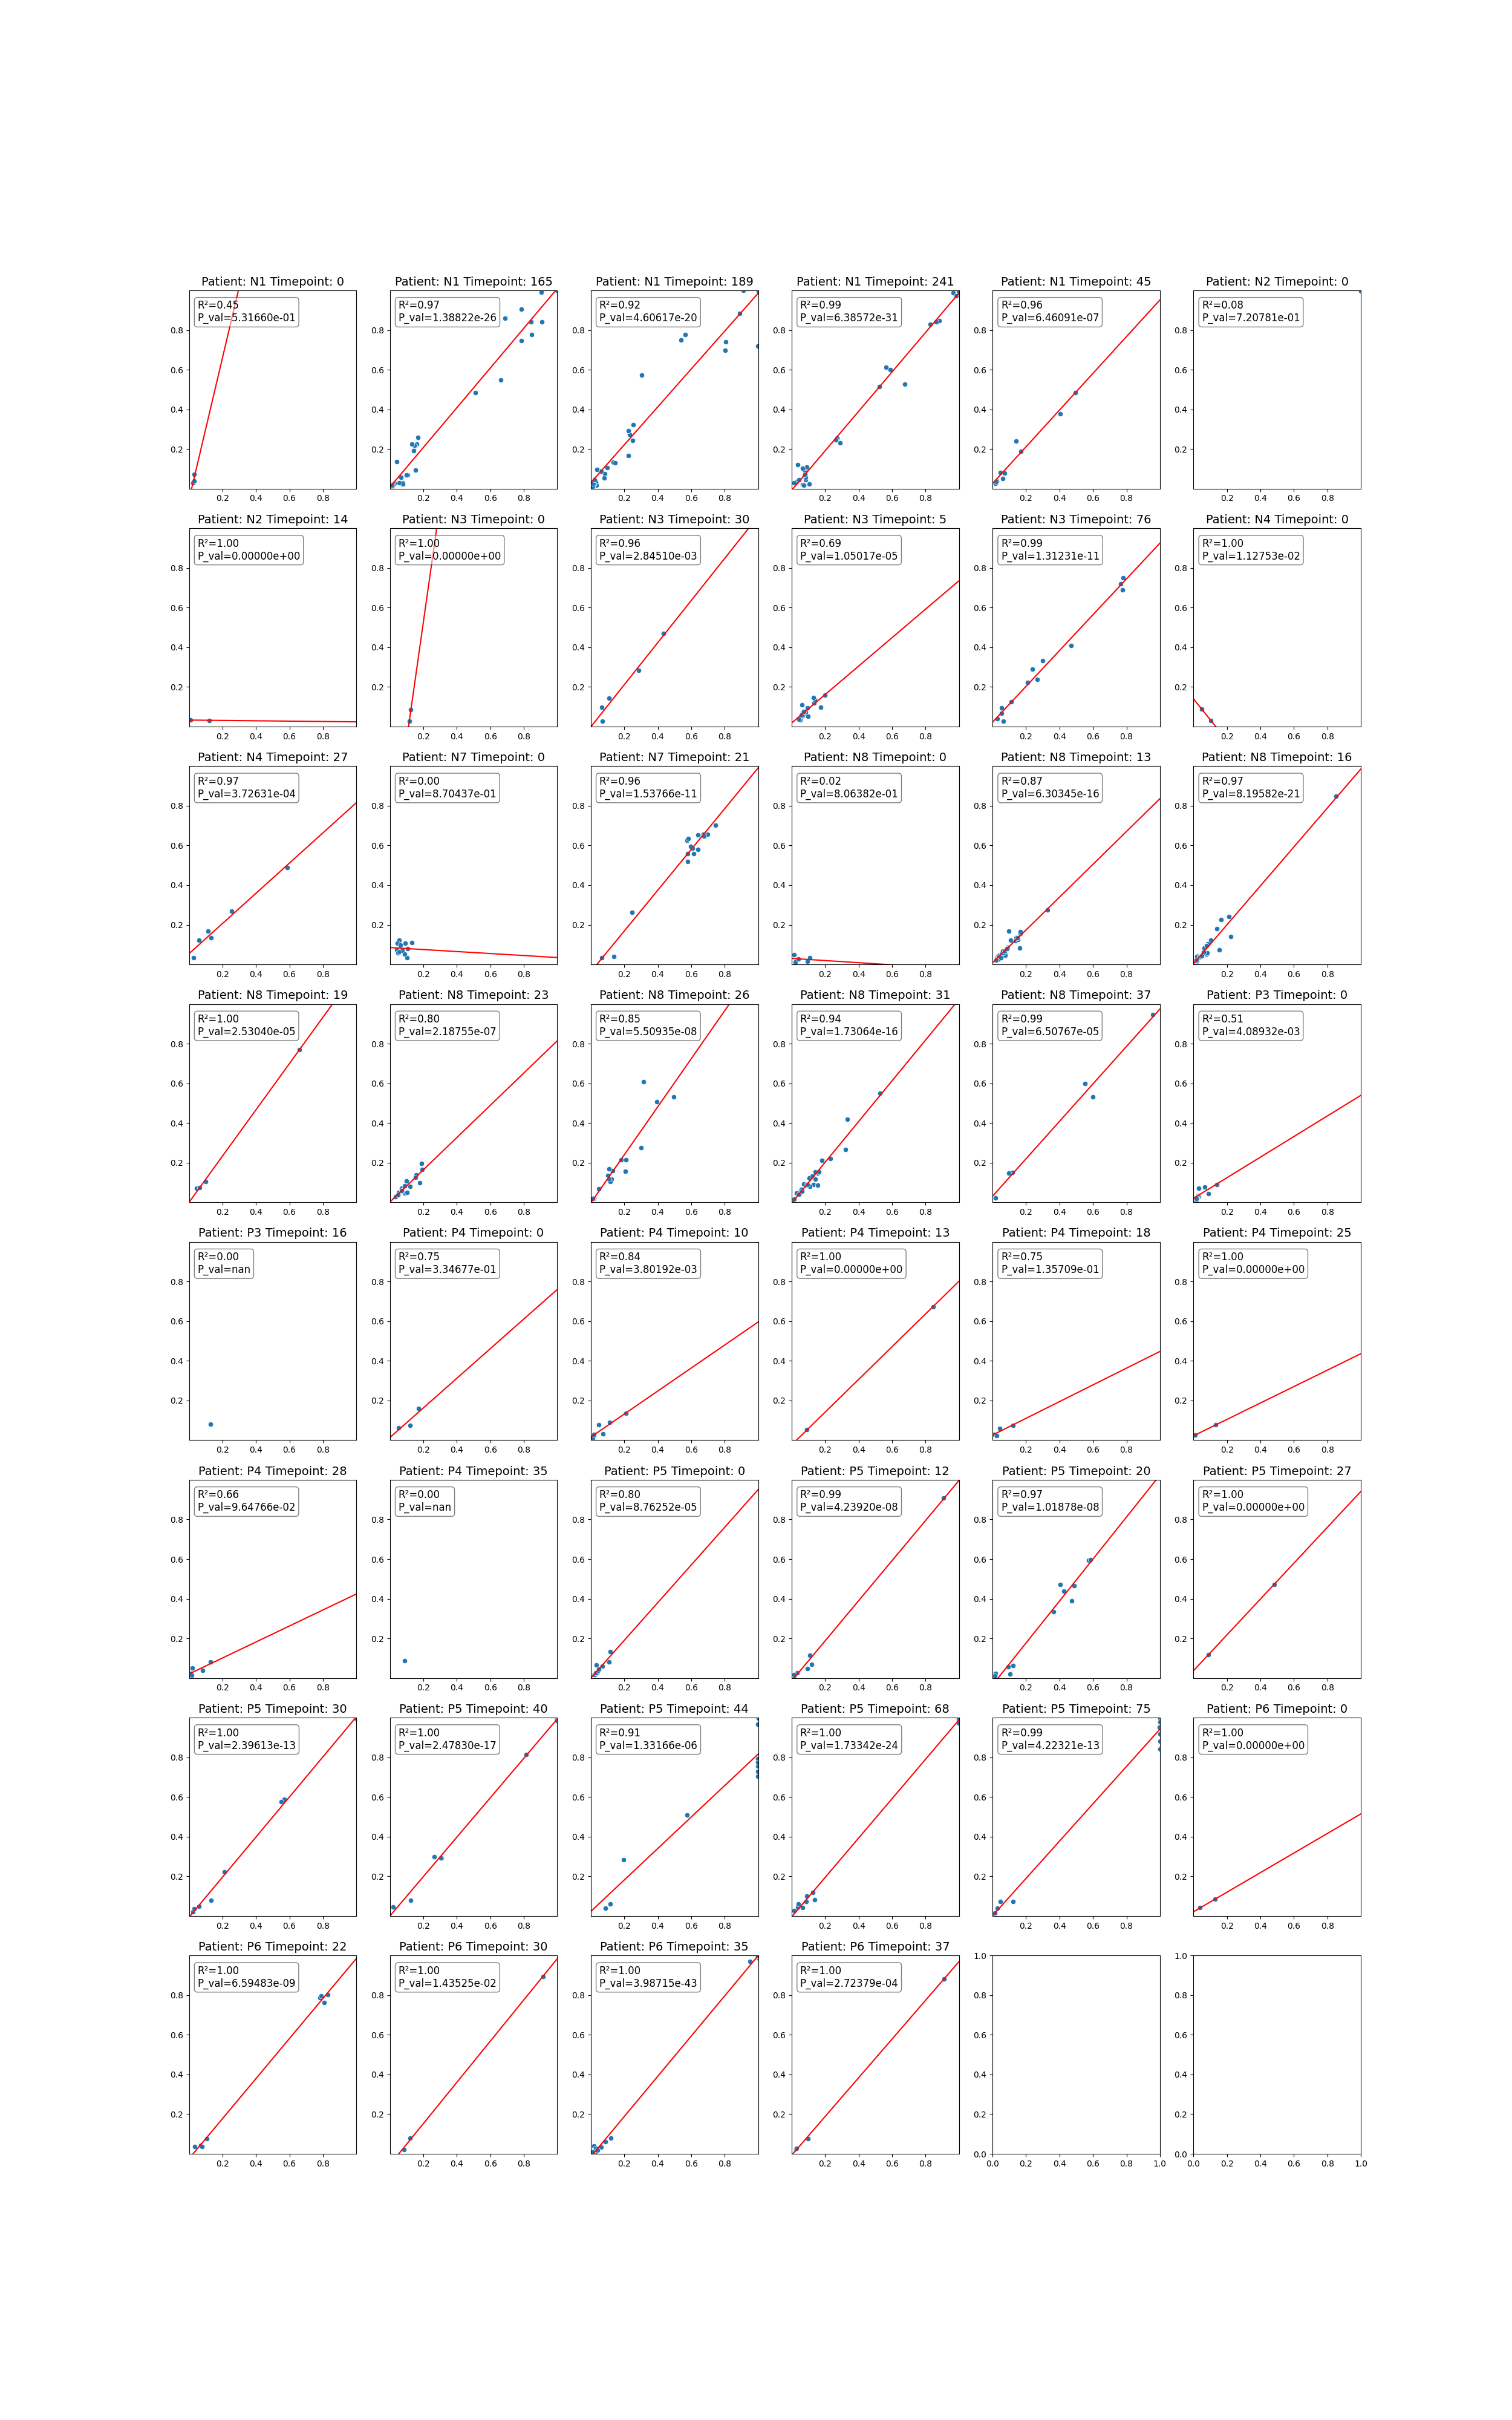 Patient: N1 Timepoint: 0
R²=0.45
P_val=5.31660e-01
0.8
0.6
0.4
0.2
0.2 0.4 0.6 0.8
Patient: N1 Timepoint: 165
R²=0.97
P_val=1.38822e-26
0.8
0.6
0.4
0.2
0.2 0.4 0.6 0.8
Patient: N1 Timepoint: 189
R²=0.92
P_val=4.60617e-20
0.8
0.6
0.4
0.2
0.2 0.4 0.6 0.8
Patient: N1 Timepoint: 241
R²=0.99
P_val=6.38572e-31
0.8
0.6
0.4
0.2
0.2 0.4 0.6 0.8
Patient: N1 Timepoint: 45
R²=0.96
P_val=6.46091e-07
0.8
0.6
0.4
0.2
0.2 0.4 0.6 0.8
Patient: N2 Timepoint: 0
R²=0.08
P_val=7.20781e-01
0.8
0.6
0.4
0.2
0.2 0.4 0.6 0.8
Patient: N2 Timepoint: 14
R²=1.00
P_val=0.00000e+00
0.8
0.6
0.4
0.2
0.2 0.4 0.6 0.8
Patient: N3 Timepoint: 0
R²=1.00
P_val=0.00000e+00
0.8
0.6
0.4
0.2
0.2 0.4 0.6 0.8
Patient: N3 Timepoint: 30
R²=0.96
P_val=2.84510e-03
0.8
0.6
0.4
0.2
0.2 0.4 0.6 0.8
Patient: N3 Timepoint: 5
R²=0.69
P_val=1.05017e-05
0.8
0.6
0.4
0.2
0.2 0.4 0.6 0.8
Patient: N3 Timepoint: 76
R²=0.99
P_val=1.31231e-11
0.8
0.6
0.4
0.2
0.2 0.4 0.6 0.8
Patient: N4 Timepoint: 0
R²=1.00
P_val=1.12753e-02
0.8
0.6
0.4
0.2
0.2 0.4 0.6 0.8
Patient: N4 Timepoint: 27
R²=0.97
P_val=3.72631e-04
0.8
0.6
0.4
0.2
0.2 0.4 0.6 0.8
Patient: N7 Timepoint: 0
R²=0.00
P_val=8.70437e-01
0.8
0.6
0.4
0.2
0.2 0.4 0.6 0.8
Patient: N7 Timepoint: 21
R²=0.96
P_val=1.53766e-11
0.8
0.6
0.4
0.2
0.2 0.4 0.6 0.8
Patient: N8 Timepoint: 0
R²=0.02
P_val=8.06382e-01
0.8
0.6
0.4
0.2
0.2 0.4 0.6 0.8
Patient: N8 Timepoint: 13
R²=0.87
P_val=6.30345e-16
0.8
0.6
0.4
0.2
0.2 0.4 0.6 0.8
Patient: N8 Timepoint: 16
R²=0.97
P_val=8.19582e-21
0.8
0.6
0.4
0.2
0.2 0.4 0.6 0.8
Patient: N8 Timepoint: 19
R²=1.00
P_val=2.53040e-05
0.8
0.6
0.4
0.2
0.2 0.4 0.6 0.8
Patient: N8 Timepoint: 23
R²=0.80
P_val=2.18755e-07
0.8
0.6
0.4
0.2
0.2 0.4 0.6 0.8
Patient: N8 Timepoint: 26
R²=0.85
P_val=5.50935e-08
0.8
0.6
0.4
0.2
0.2 0.4 0.6 0.8
Patient: N8 Timepoint: 31
R²=0.94
P_val=1.73064e-16
0.8
0.6
0.4
0.2
0.2 0.4 0.6 0.8
Patient: N8 Timepoint: 37
R²=0.99
P_val=6.50767e-05
0.8
0.6
0.4
0.2
0.2 0.4 0.6 0.8
Patient: P3 Timepoint: 0
R²=0.51
P_val=4.08932e-03
0.8
0.6
0.4
0.2
0.2 0.4 0.6 0.8
Patient: P3 Timepoint: 16
R²=0.00
P_val=nan
0.8
0.6
0.4
0.2
0.2 0.4 0.6 0.8
Patient: P4 Timepoint: 0
R²=0.75
P_val=3.34677e-01
0.8
0.6
0.4
0.2
0.2 0.4 0.6 0.8
Patient: P4 Timepoint: 10
R²=0.84
P_val=3.80192e-03
0.8
0.6
0.4
0.2
0.2 0.4 0.6 0.8
Patient: P4 Timepoint: 13
R²=1.00
P_val=0.00000e+00
0.8
0.6
0.4
0.2
0.2 0.4 0.6 0.8
Patient: P4 Timepoint: 18
R²=0.75
P_val=1.35709e-01
0.8
0.6
0.4
0.2
0.2 0.4 0.6 0.8
Patient: P4 Timepoint: 25
R²=1.00
P_val=0.00000e+00
0.8
0.6
0.4
0.2
0.2 0.4 0.6 0.8
Patient: P4 Timepoint: 28
R²=0.66
P_val=9.64766e-02
0.8
0.6
0.4
0.2
0.2 0.4 0.6 0.8
Patient: P4 Timepoint: 35
R²=0.00
P_val=nan
0.8
0.6
0.4
0.2
0.2 0.4 0.6 0.8
Patient: P5 Timepoint: 0
R²=0.80
P_val=8.76252e-05
0.8
0.6
0.4
0.2
0.2 0.4 0.6 0.8
Patient: P5 Timepoint: 12
R²=0.99
P_val=4.23920e-08
0.8
0.6
0.4
0.2
0.2 0.4 0.6 0.8
Patient: P5 Timepoint: 20
R²=0.97
P_val=1.01878e-08
0.8
0.6
0.4
0.2
0.2 0.4 0.6 0.8
Patient: P5 Timepoint: 27
R²=1.00
P_val=0.00000e+00
0.8
0.6
0.4
0.2
0.2 0.4 0.6 0.8
Patient: P5 Timepoint: 30
R²=1.00
P_val=2.39613e-13
0.8
0.6
0.4
0.2
0.2 0.4 0.6 0.8
Patient: P5 Timepoint: 40
R²=1.00
P_val=2.47830e-17
0.8
0.6
0.4
0.2
0.2 0.4 0.6 0.8
Patient: P5 Timepoint: 44
R²=0.91
P_val=1.33166e-06
0.8
0.6
0.4
0.2
0.2 0.4 0.6 0.8
Patient: P5 Timepoint: 68
R²=1.00
P_val=1.73342e-24
0.8
0.6
0.4
0.2
0.2 0.4 0.6 0.8
Patient: P5 Timepoint: 75
R²=0.99
P_val=4.22321e-13
0.8
0.6
0.4
0.2
0.2 0.4 0.6 0.8
Patient: P6 Timepoint: 0
R²=1.00
P_val=0.00000e+00
0.8
0.6
0.4
0.2
0.2 0.4 0.6 0.8
Patient: P6 Timepoint: 22
R²=1.00
P_val=6.59483e-09
0.8
0.6
0.4
0.2
0.2 0.4 0.6 0.8
Patient: P6 Timepoint: 30
R²=1.00
P_val=1.43525e-02
0.8
0.6
0.4
0.2
0.2 0.4 0.6 0.8
Patient: P6 Timepoint: 35
R²=1.00
P_val=3.98715e-43
0.8
0.6
0.4
0.2
0.2 0.4 0.6 0.8
Patient: P6 Timepoint: 37
R²=1.00
P_val=2.72379e-04
0.8
0.6
0.4
0.2
0.2 0.4 0.6 0.8
1.0
0.8
0.6
0.4
0.2
0.0
0.0 0.2 0.4 0.6 0.8 1.0
1.0
0.8
0.6
0.4
0.2
0.0
0.0 0.2 0.4 0.6 0.8 1.0